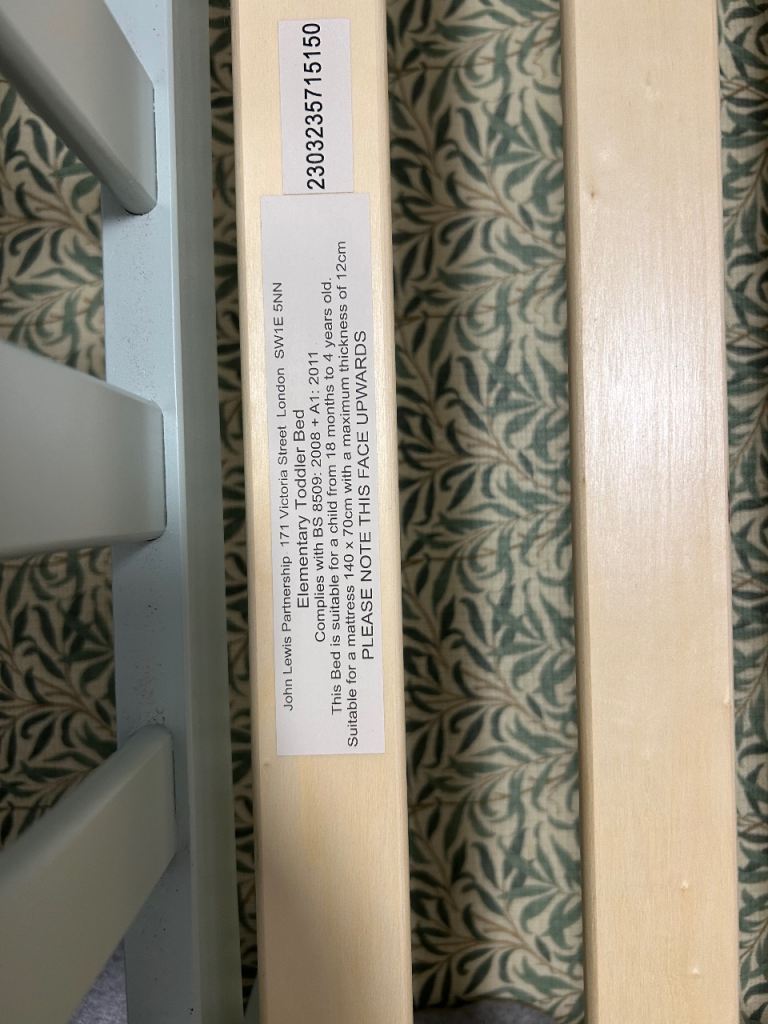 John Lewis Partnership 171 Victoria Street London SW1E 5NN
Elementary Toddler Bed
Complies with BS 8509: 2008 + A1: 2011
This Bed is suitable for a child from 18 months to 4 years old.
Suitable for a mattress 140 x 70cm with a maximum thickness of 12cm
PLEASE NOTE THIS FACE UPWARDS
2303235715150